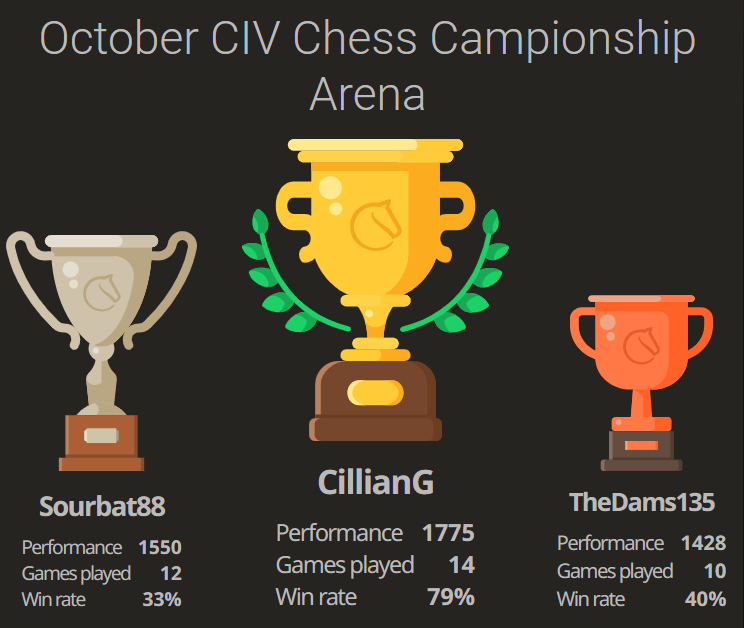 October CIV Chess Campionship
Arena
Sourbat88
Performance 1550
Games played 12
Win rate 33%
CillianG
Performance 1775
Games played 14
Win rate 79%
TheDams135
Performance 1428
Games played 10
Win rate 40%